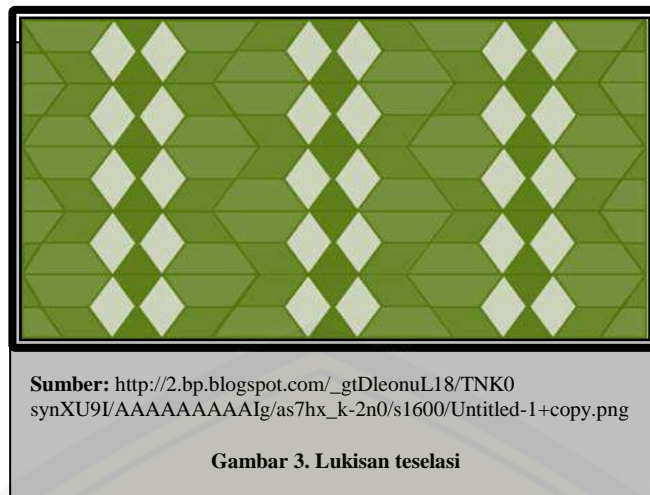 Sumber: http://2.bp.blogspot.com/_gtDleonuL18/TNK0
synXU9I/AAAAAAAAAIg/as7hx_k-2n0/s1600/Untitled-1+copy.png
Gambar 3. Lukisan teselasi